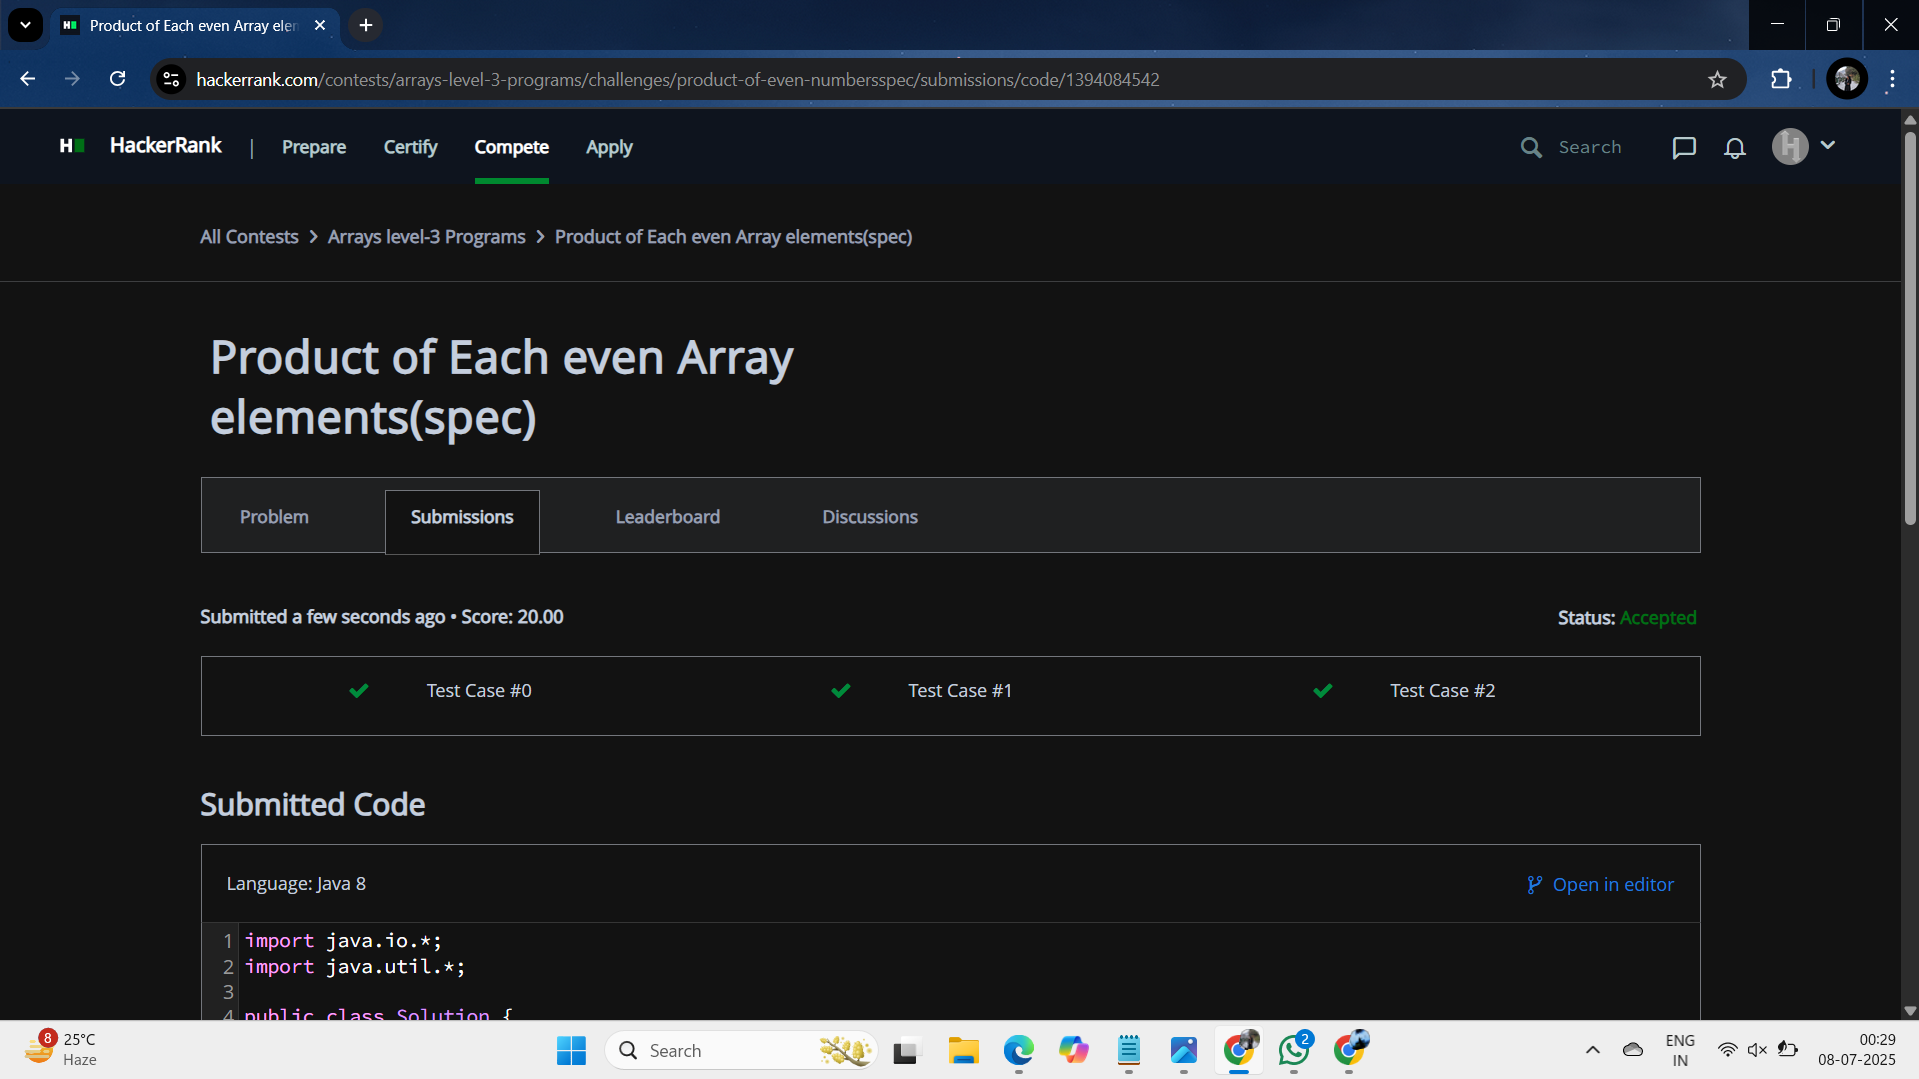 Product of Each even Array elen
hackerrank.com/contests/arrays-level-3-programs/challenges/product-of-even-numbersspec/submissions/code/1394084542
H HackerRank | Prepare Certify Compete Apply Search
All Contests > Arrays level-3 Programs > Product of Each even Array elements(spec)
Product of Each even Array
elements(spec)
Problem Submissions Leaderboard Discussions
Submitted a few seconds ago • Score: 20.00 Status: Accepted
Test Case #0 Test Case #1 Test Case #2
Submitted Code
Language: Java 8 Open in editor
1 import java.io.*;
2 import java.util.*;
3
4 public class Solution {
8 25°C
Haze
Search
2
ENG
IN
00:29
08-07-2025